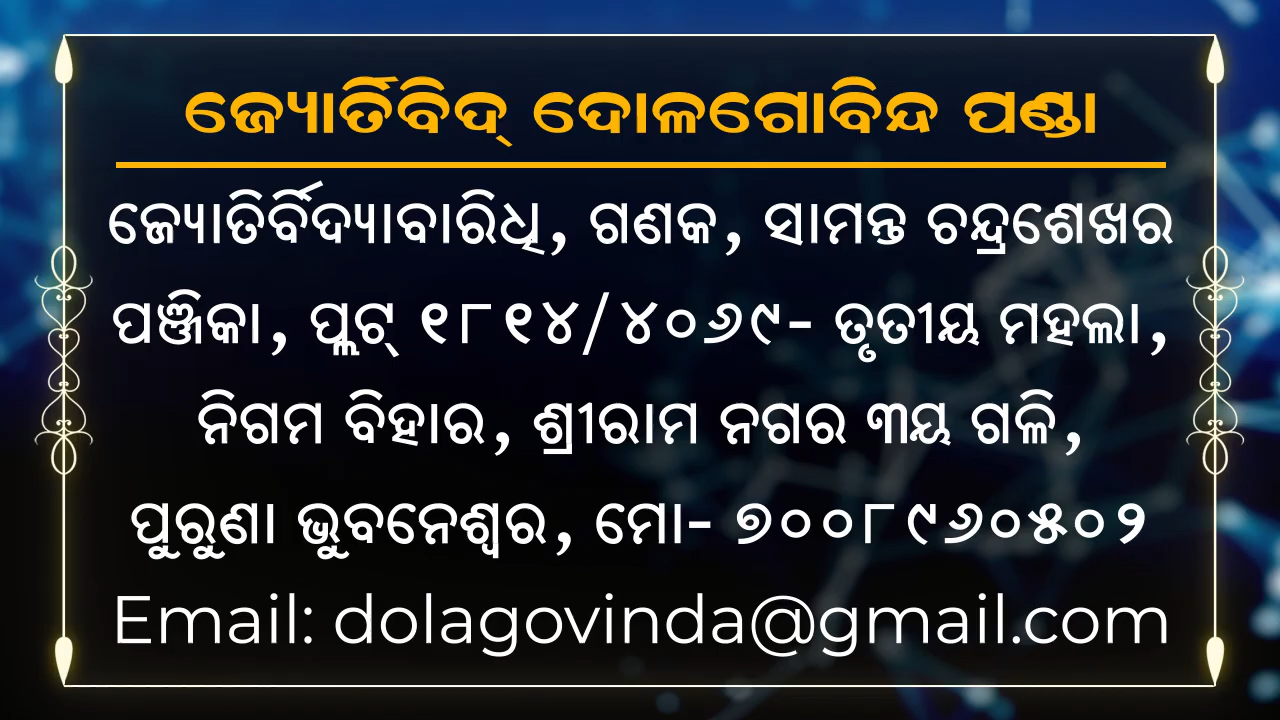 ଜ୍ୟୋର୍ତିବିଦ୍ ଦୋଳଗୋବିନ୍ଦ ପଣ୍ଡା
ଜ୍ୟୋତିର୍ବିଦ୍ୟାବାରିଧି, ଗଣକ, ସାମନ୍ତ ଚନ୍ଦ୍ରଶେଖର
ପଞ୍ଜିକା, ପ୍ଲଟ୍ ୧୮୧୪/୪୦୬୯- ତୃତୀୟ ମହଲା,
ନିଗମ ବିହାର, ଶ୍ରୀରାମ ନଗର ୩ୟ ଗଳି,
ପୁରୁଣା ଭୁବନେଶ୍ୱର, ମୋ- ୭୦୦୮୯୬୦୫୦୨
Email: dolagovinda@gmail.com